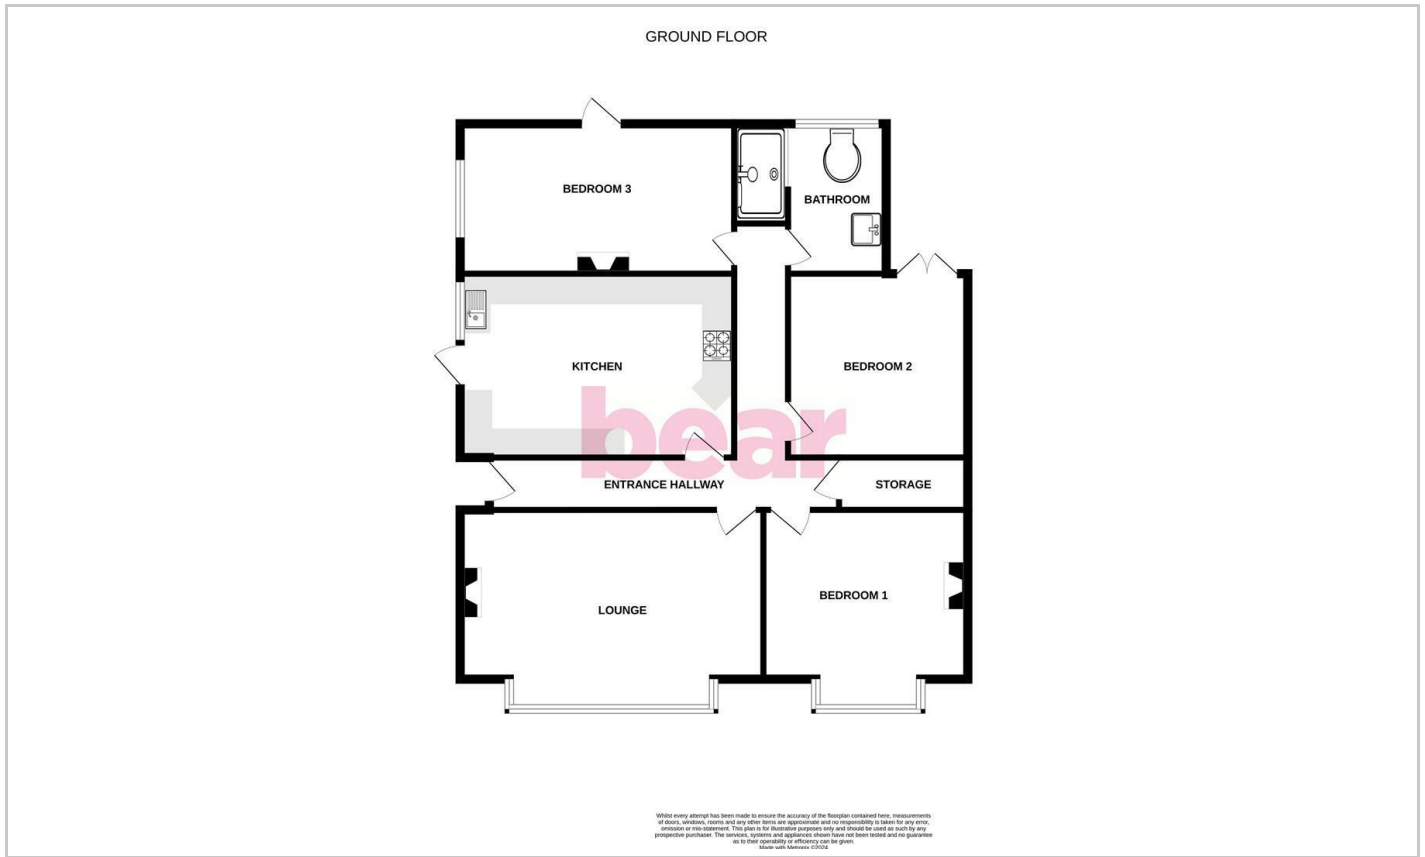 GROUND FLOOR
BEDROOM 3
BATHROOM
KITCHEN
BEDROOM 2
bear
ENTRANCE HALLWAY
STORAGE
LOUNGE
BEDROOM 1
Whilst every attempt has been made to ensure the accuracy of the floorplan contained here, measurements
of doors, windows, rooms and any other items are approximate and no responsibility is taken for any error,
omission or mis-statement. This plan is for illustrative purposes only and should be used as such by any
prospective purchaser. The services, systems and appliances shown have not been tested and no guarantee
as to their operability or efficiency can be given.
Made with Metropix ©2024